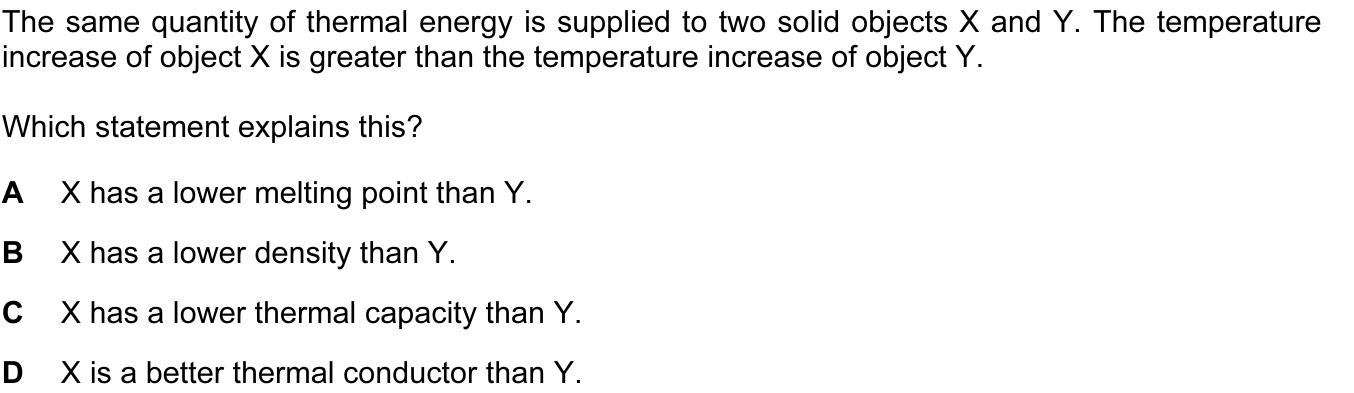 The same quantity of thermal energy is supplied to two solid objects X and Y. The temperature
increase of object X is greater than the temperature increase of object Y.
Which statement explains this?
A X has a lower melting point than Y.
B X has a lower density than Y.
C X has a lower thermal capacity than Y.
D X is a better thermal conductor than Y.